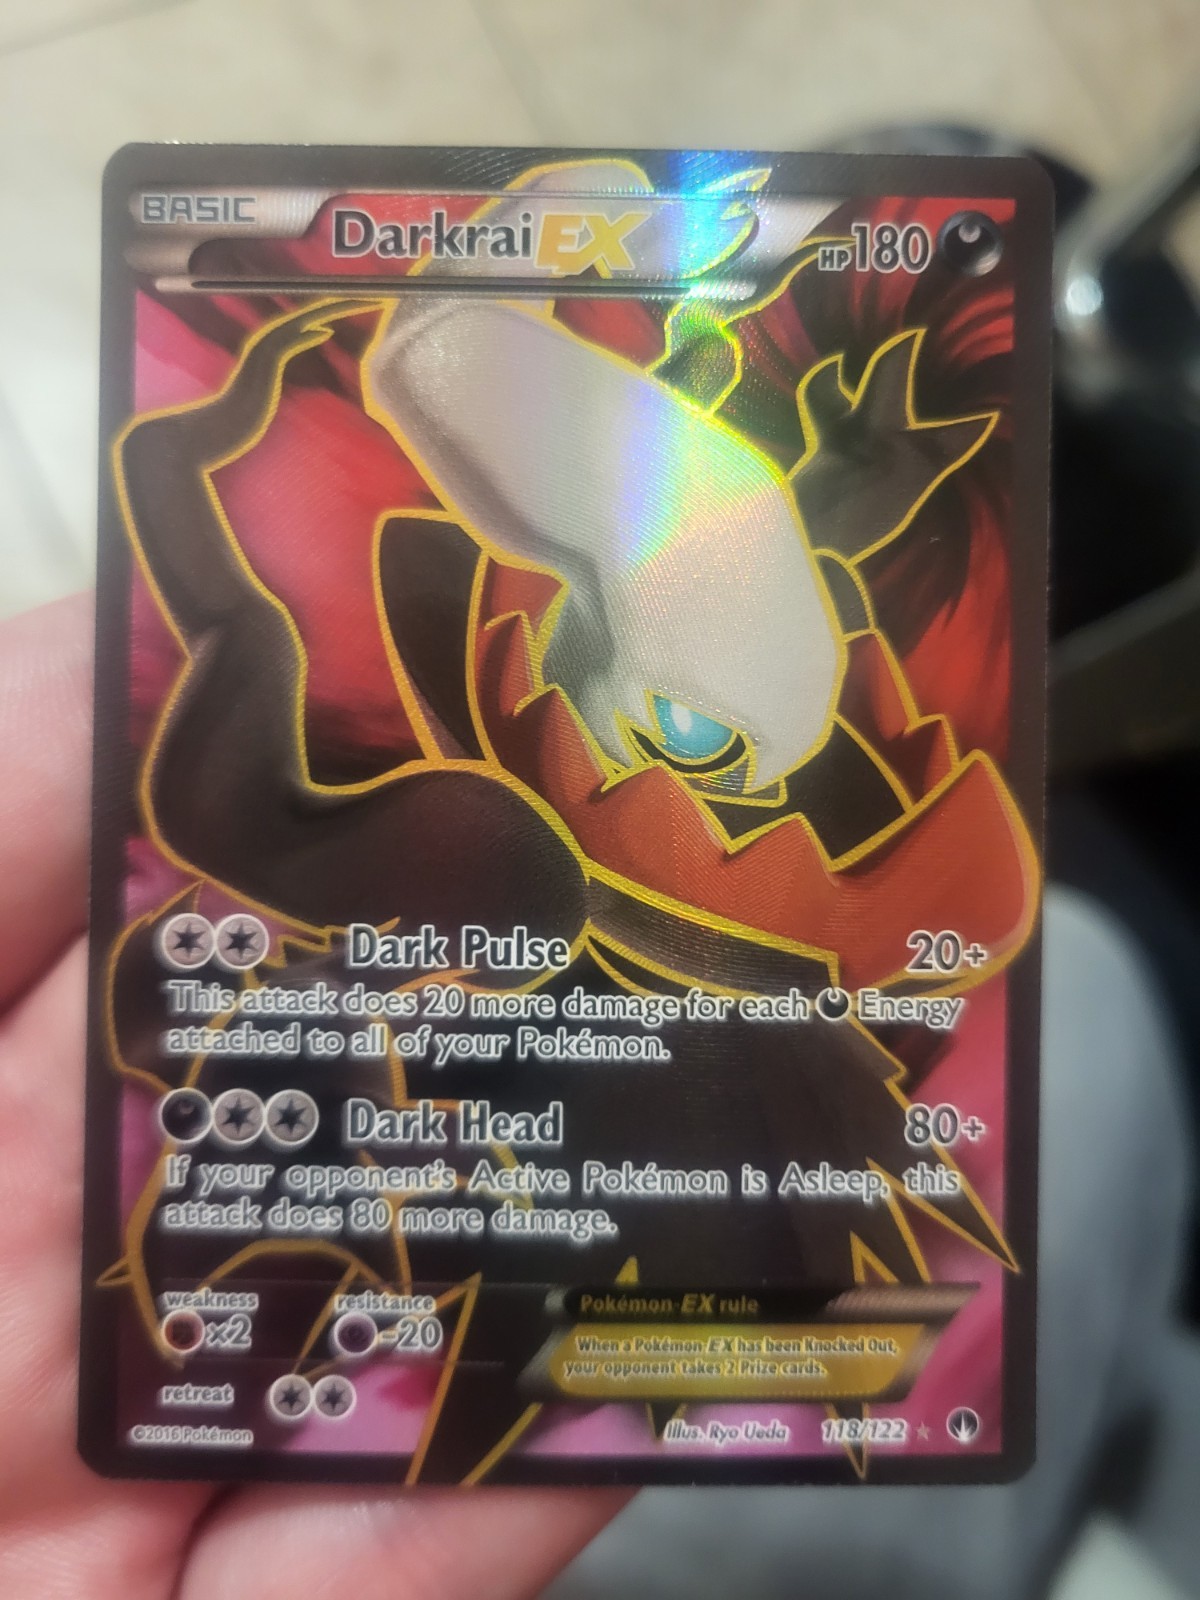 BASIC
Darkrai EX HP 180
Dark Pulse 20+
This attack does 20 more damage for each Energy
attached to all of your Pokémon.
Dark Head 80+
If your opponent's Active Pokémon is Asleep, this
attack does 80 more damage.
weakness resistance
x2 -20
Pokémon-EX rule
When a Pokémon-EX has been Knocked Out,
your opponent takes 2 Prize cards.
retreat
©2016 Pokémon
Illus. Ryo Ueda 118/122